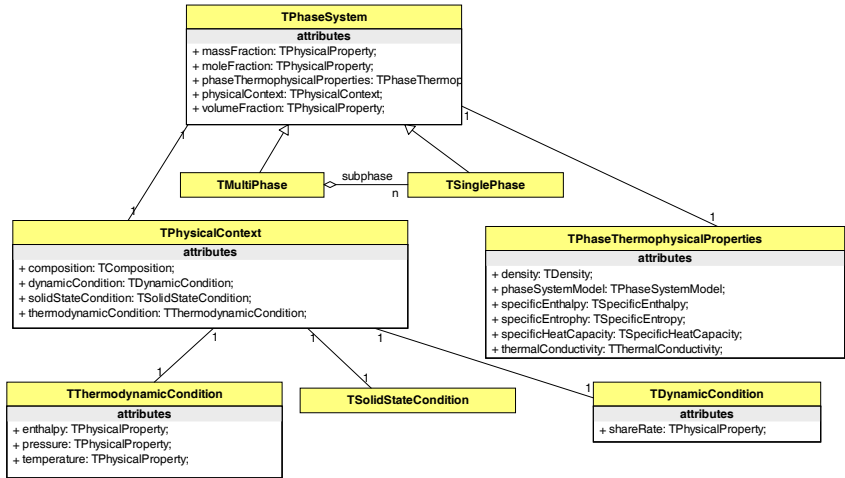 TPhaseSystem
attributes
+ massFraction: TPhysicalProperty;
+ moleFraction: TPhysicalProperty;
+ phaseThermophysicalProperties: TPhaseThermop
+ physicalContext: TPhysicalContext;
+ volumeFraction: TPhysicalProperty;
1
1
TMultiPhase
subphase
n
TSinglePhase
1
1
TPhysicalContext
attributes
+ composition: TComposition;
+ dynamicCondition: TDynamicCondition;
+ solidStateCondition: TSolidStateCondition;
+ thermodynamicCondition: TThermodynamicCondition;
TPhaseThermophysicalProperties
attributes
+ density: TDensity;
+ phaseSystemModel: TPhaseSystemModel;
+ specificEnthalpy: TSpecificEnthalpy;
+ specificEntrophy: TSpecificEntropy;
+ specificHeatCapacity: TSpecificHeatCapacity;
+ thermalConductivity: TThermalConductivity;
1
1
1
1
1
1
TThermodynamicCondition
attributes
+ enthalpy: TPhysicalProperty;
+ pressure: TPhysicalProperty;
+ temperature: TPhysicalProperty;
TSolidStateCondition
TDynamicCondition
attributes
+ shareRate: TPhysicalProperty;